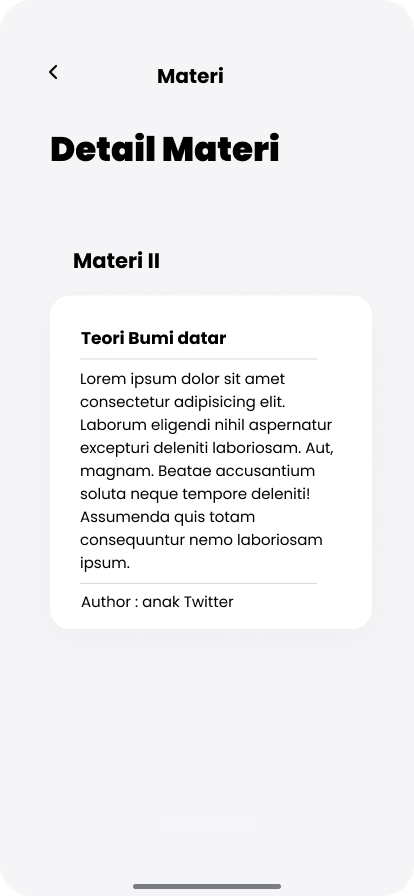 Materi
Detail Materi
Materi II
Teori Bumi datar
Lorem ipsum dolor sit amet
consectetur adipisicing elit.
Laborum eligendi nihil aspernatur
excepturi deleniti laboriosam. Aut,
magnam. Beatae accusantium
soluta neque tempore deleniti!
Assumenda quis totam
consequuntur nemo laboriosam
ipsum.
Author : anak Twitter